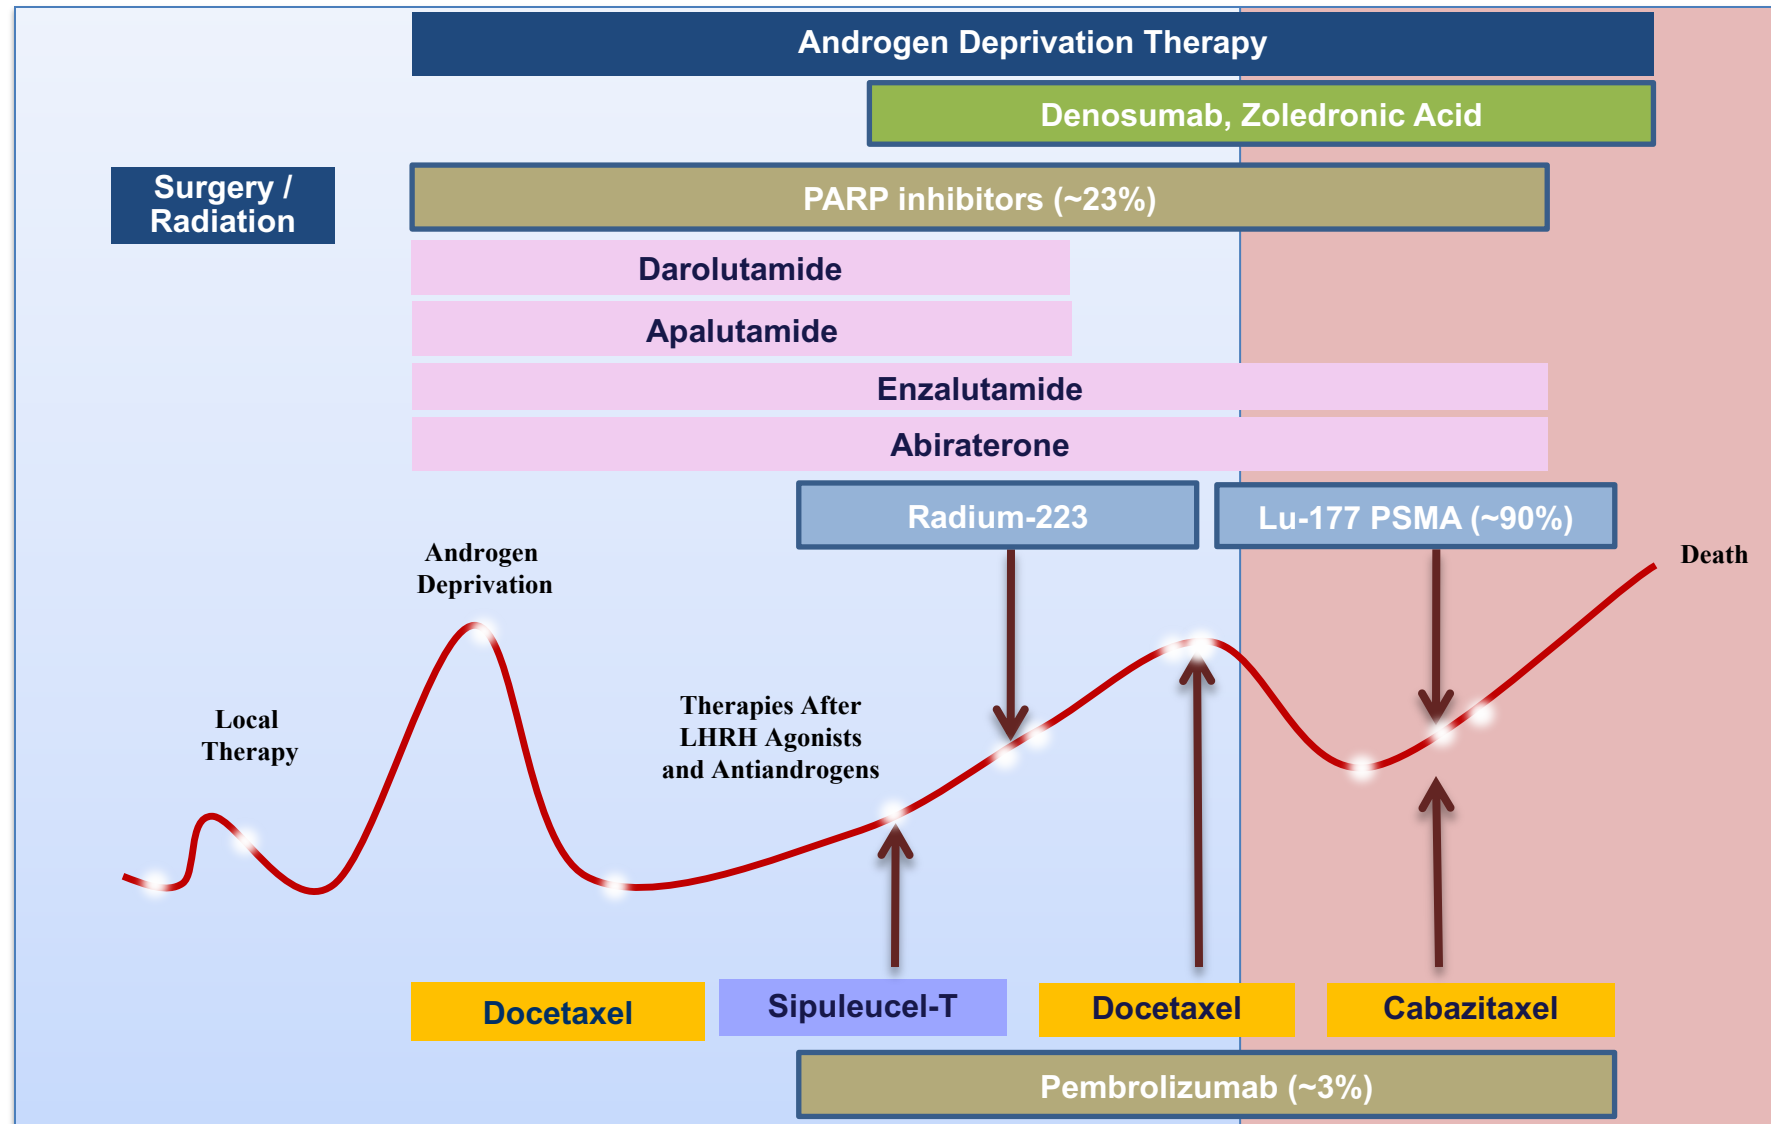 Androgen Deprivation Therapy
Denosumab, Zoledronic Acid
Surgery /
Radiation
PARP inhibitors (~23%)
Darolutamide
Apalutamide
Enzalutamide
Abiraterone
Radium-223
Lu-177 PSMA (~90%)
Androgen
Deprivation
Death
Local
Therapy
Therapies After
LHRH Agonists
and Antiandrogens
Docetaxel
Sipuleucel-T
Docetaxel
Cabazitaxel
Pembrolizumab (~3%)